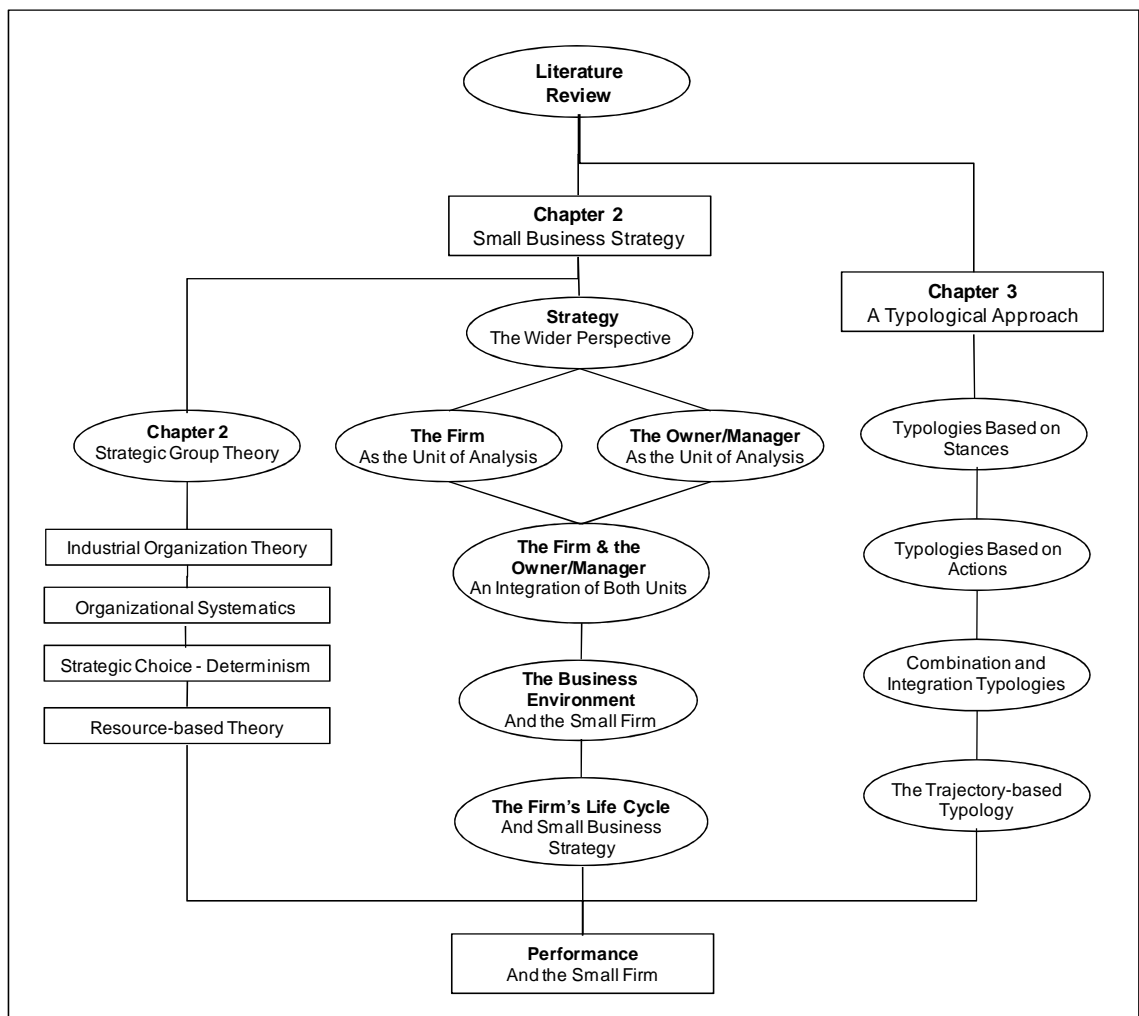 Literature
Review
Chapter 2
Small Business Strategy
Chapter 3
A Typological Approach
Strategy
The Wider Perspective
Chapter 2
Strategic Group Theory
The Firm
As the Unit of Analysis
The Owner/Manager
As the Unit of Analysis
Typologies Based on
Stances
Industrial Organization Theory
Organizational Systematics
Strategic Choice - Determinism
Resource-based Theory
The Firm & the
Owner/Manager
An Integration of Both Units
Typologies Based on
Actions
The Business
Environment
And the Small Firm
Combination and
Integration Typologies
The Firm's Life Cycle
And Small Business
Strategy
The Trajectory-based
Typology
Performance
And the Small Firm